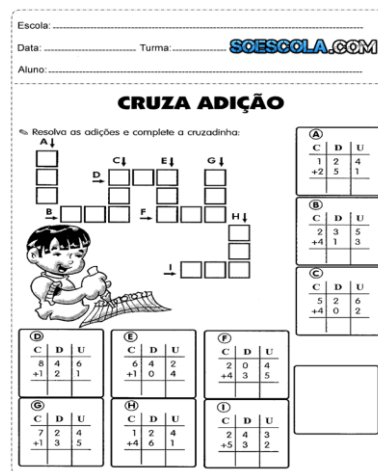 Escola:
Data: Turma: SOESCOLA.COM
Aluno:
CRUZA ADIÇÃO
Resolva as adições e complete a cruzadinha:
A
C E G
D
B F H
I
A
C D U
1 2 4
+2 5 1
B
C D U
2 3 5
+4 1 3
C
C D U
5 2 6
+4 0 2
D
C D U
8 4 6
+1 2 1
E
C D U
6 4 2
+1 0 4
F
C D U
2 0 4
+4 3 5
G
C D U
7 2 4
+1 3 5
H
C D U
1 2 4
+4 6 1
I
C D U
2 4 3
+5 3 2